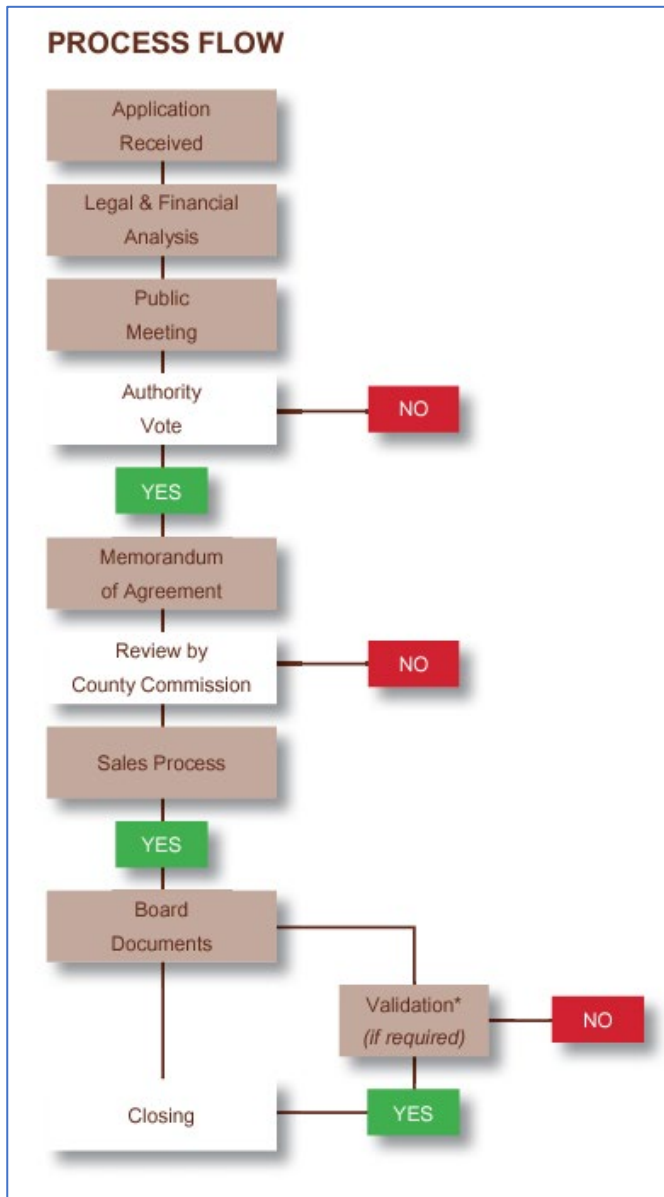 PROCESS FLOW
Application
Received
Legal & Financial
Analysis
Public
Meeting
Authority
Vote
NO
YES
Memorandum
of Agreement
Review by
County Commission
NO
Sales Process
YES
Board
Documents
Validation*
(if required)
NO
Closing
YES